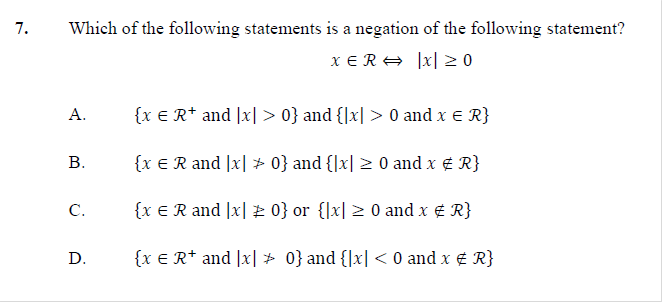 7. Which of the following statements is a negation of the following statement?
x ∈ ℛ ⇔ |x| ≥ 0
A. {x ∈ ℛ⁺ and |x| > 0} and {|x| > 0 and x ∈ ℛ}
B. {x ∈ ℛ and |x| ≯ 0} and {|x| ≥ 0 and x ∉ ℛ}
C. {x ∈ ℛ and |x| ≱ 0} or {|x| ≥ 0 and x ∉ ℛ}
D. {x ∈ ℛ⁺ and |x| ≯ 0} and {|x| < 0 and x ∉ ℛ}